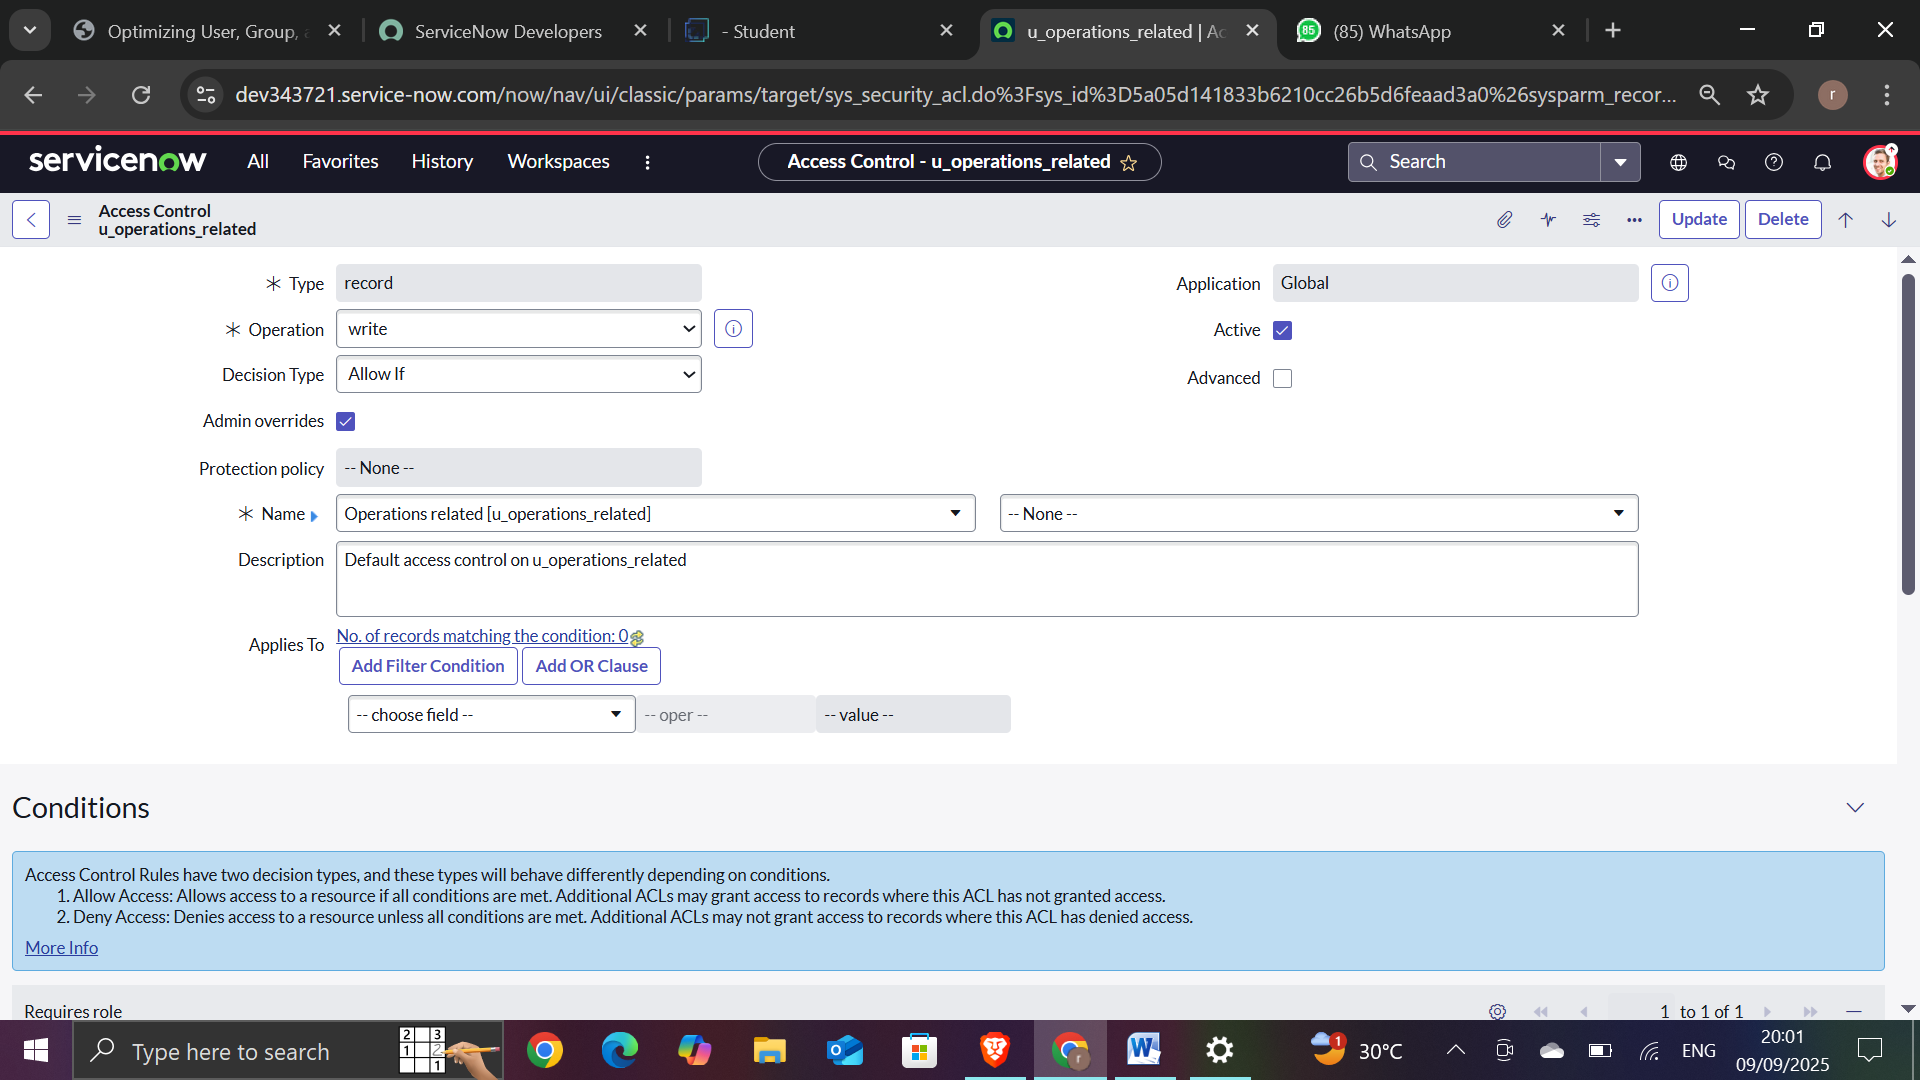 Optimizing User, Group, a
ServiceNow Developers
- Student
u_operations_related | Ac
85
(85) WhatsApp
dev343721.service-now.com/now/nav/ui/classic/params/target/sys_security_acl.do%3Fsys_id%3D5a05d141833b6210cc26b5d6feaad3a0%26sysparm_recor...
r
servicenow
All
Favorites
History
Workspaces
Access Control - u_operations_related
Search
Access Control
u_operations_related
Update
Delete
Type
record
Application
Global
Operation
write
Active
Decision Type
Allow If
Advanced
Admin overrides
Protection policy
-- None --
Name
Operations related [u_operations_related]
-- None --
Description
Default access control on u_operations_related
Applies To
No. of records matching the condition: 0
Add Filter Condition
Add OR Clause
-- choose field --
-- oper --
-- value --
Conditions
Access Control Rules have two decision types, and these types will behave differently depending on conditions.
1. Allow Access: Allows access to a resource if all conditions are met. Additional ACLs may grant access to records where this ACL has not granted access.
2. Deny Access: Denies access to a resource unless all conditions are met. Additional ACLs may not grant access to records where this ACL has denied access.
More Info
Requires role
1 to 1 of 1
Type here to search
2 3
1 2
1
r
1
30°C
ENG
20:01
09/09/2025